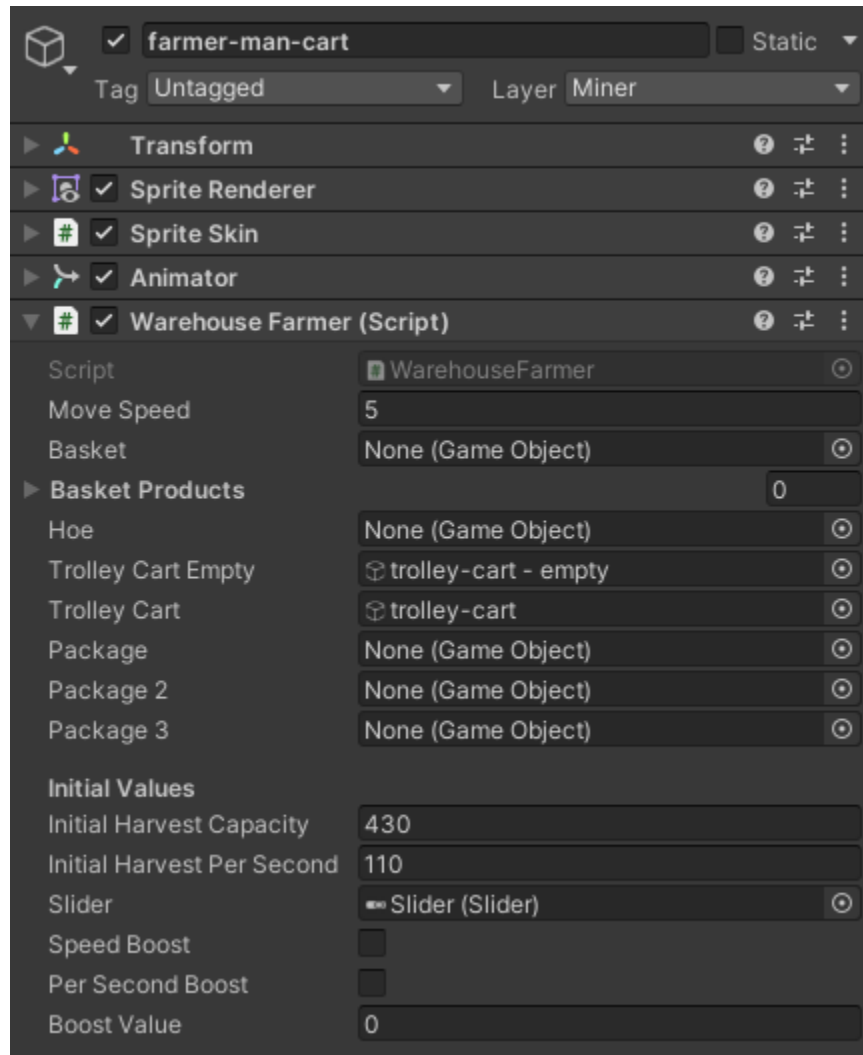 farmer-man-cart Static
Tag Untagged Layer Miner
Transform
Sprite Renderer
# Sprite Skin
Animator
# Warehouse Farmer (Script)
Script # WarehouseFarmer
Move Speed 5
Basket None (Game Object)
Basket Products 0
Hoe None (Game Object)
Trolley Cart Empty trolley-cart - empty
Trolley Cart trolley-cart
Package None (Game Object)
Package 2 None (Game Object)
Package 3 None (Game Object)
Initial Values
Initial Harvest Capacity 430
Initial Harvest Per Second 110
Slider Slider (Slider)
Speed Boost
Per Second Boost
Boost Value 0